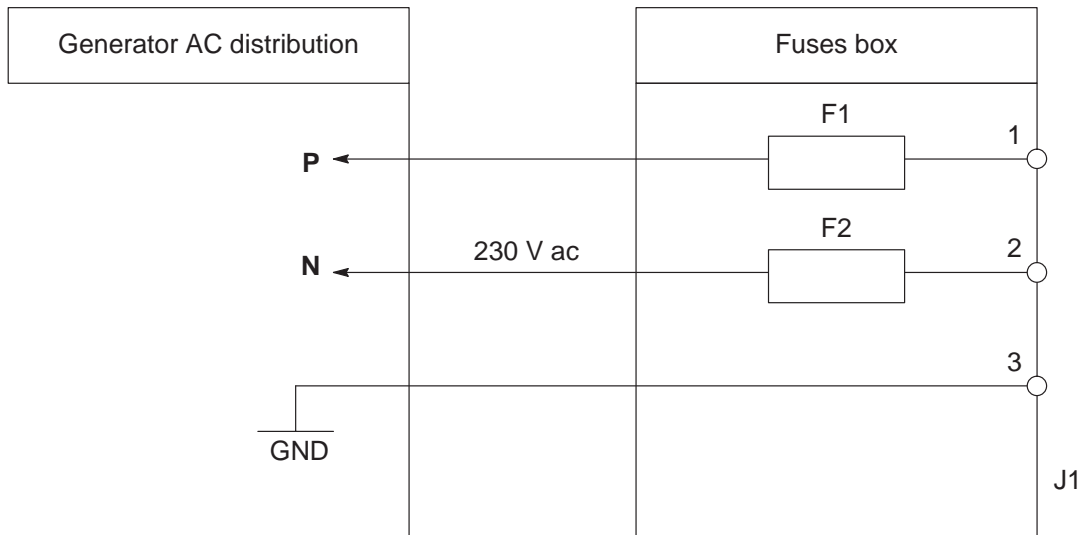 Generator AC distribution
Fuses box
F1
1
P
F2
2
230 V ac
N
3
GND
J1